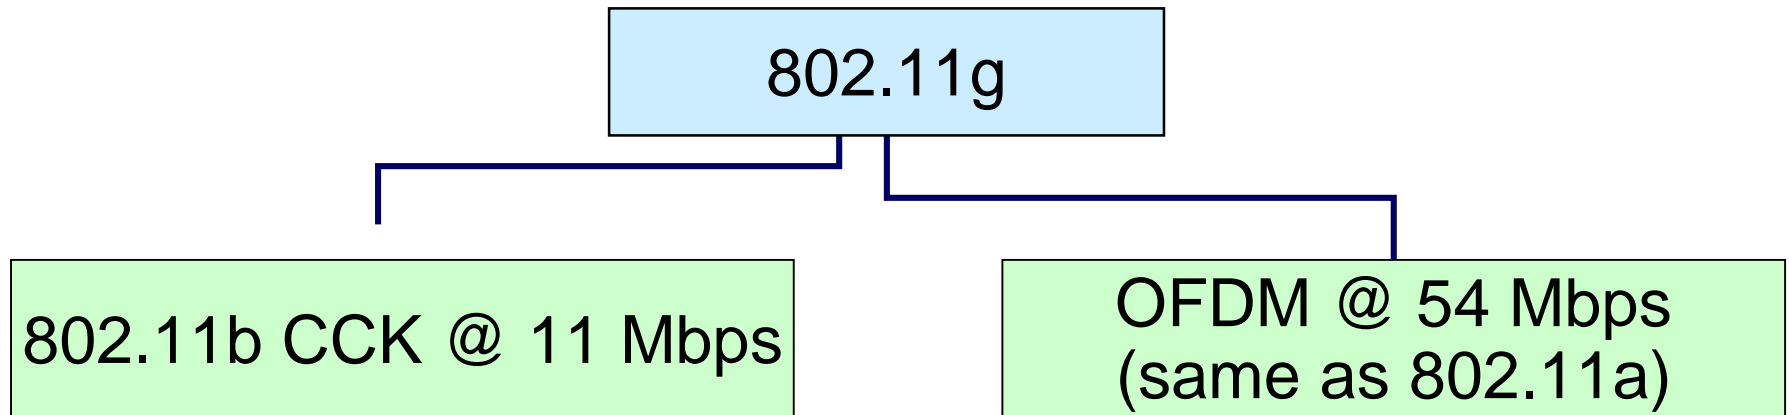 802.11g
802.11b CCK @ 11 Mbps
OFDM @ 54 Mbps
(same as 802.11a)